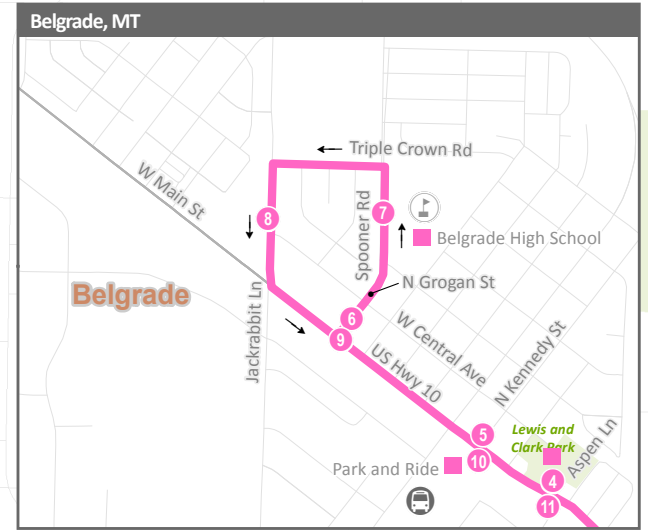 Belgrade, MT
Triple Crown Rd
W Main St
8
7
Spooner Rd
Belgrade High School
N Grogan St
Belgrade
Jackrabbit Ln
6
9
W Central Ave
US Hwy 10
N Kennedy St
5
10
Lewis and
Clark Park
Aspen Ln
Park and Ride
4
11